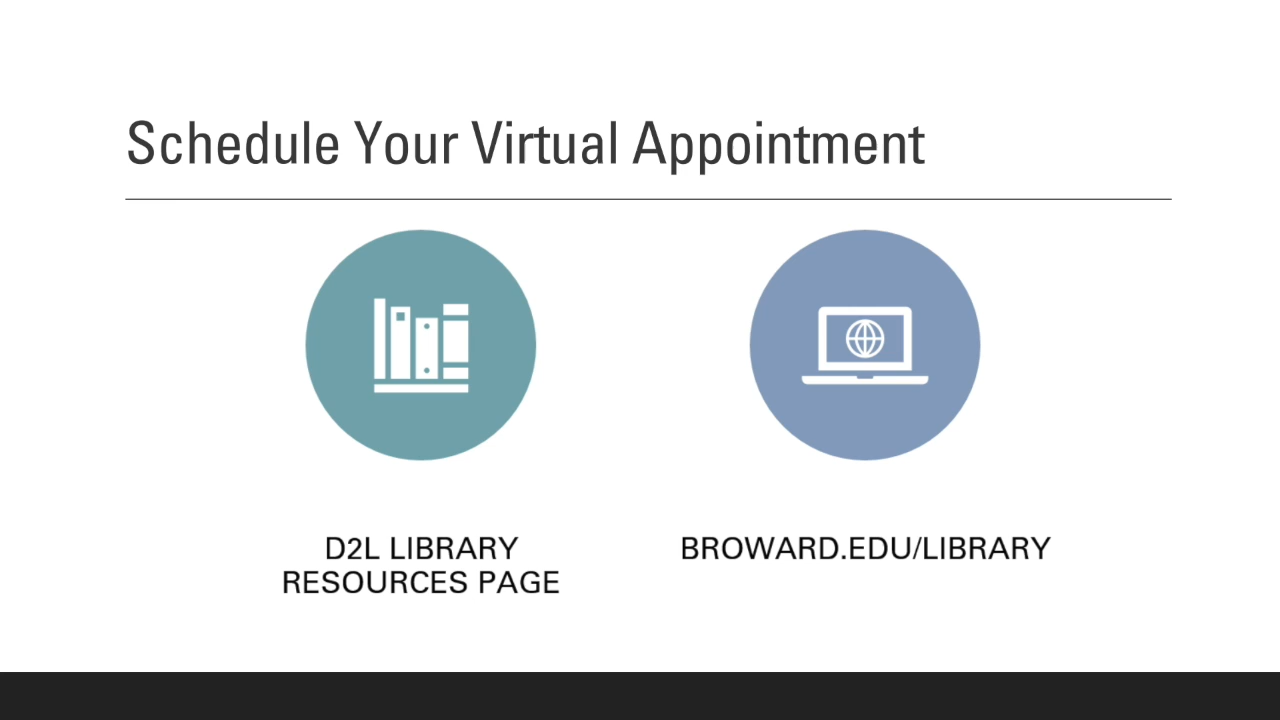 Schedule Your Virtual Appointment
D2L LIBRARY
RESOURCES PAGE
BROWARD.EDU/LIBRARY